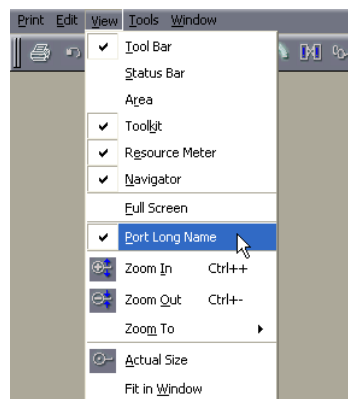 Print Edit View Tools Window
Tool Bar
Status Bar
Area
Toolkit
Resource Meter
Navigator
Full Screen
Port Long Name
Zoom In Ctrl++
Zoom Out Ctrl+-
Zoom To
Actual Size
Fit in Window